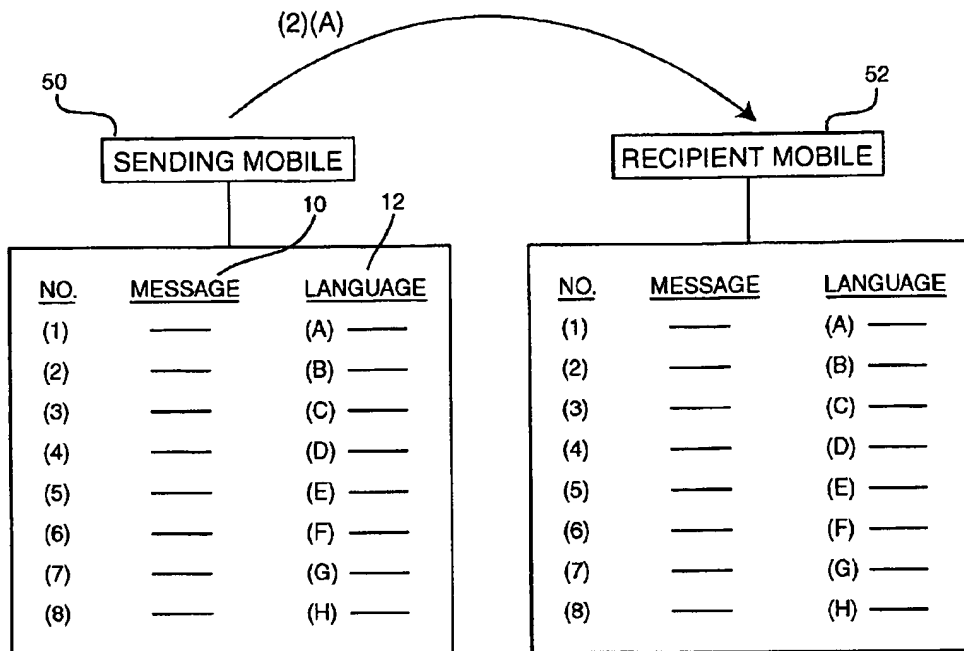 (2)(A)
50
52
SENDING MOBILE
RECIPIENT MOBILE
10
12
NO. MESSAGE LANGUAGE
(1) (A)
(2) (B)
(3) (C)
(4) (D)
(5) (E)
(6) (F)
(7) (G)
(8) (H)
NO. MESSAGE LANGUAGE
(1) (A)
(2) (B)
(3) (C)
(4) (D)
(5) (E)
(6) (F)
(7) (G)
(8) (H)